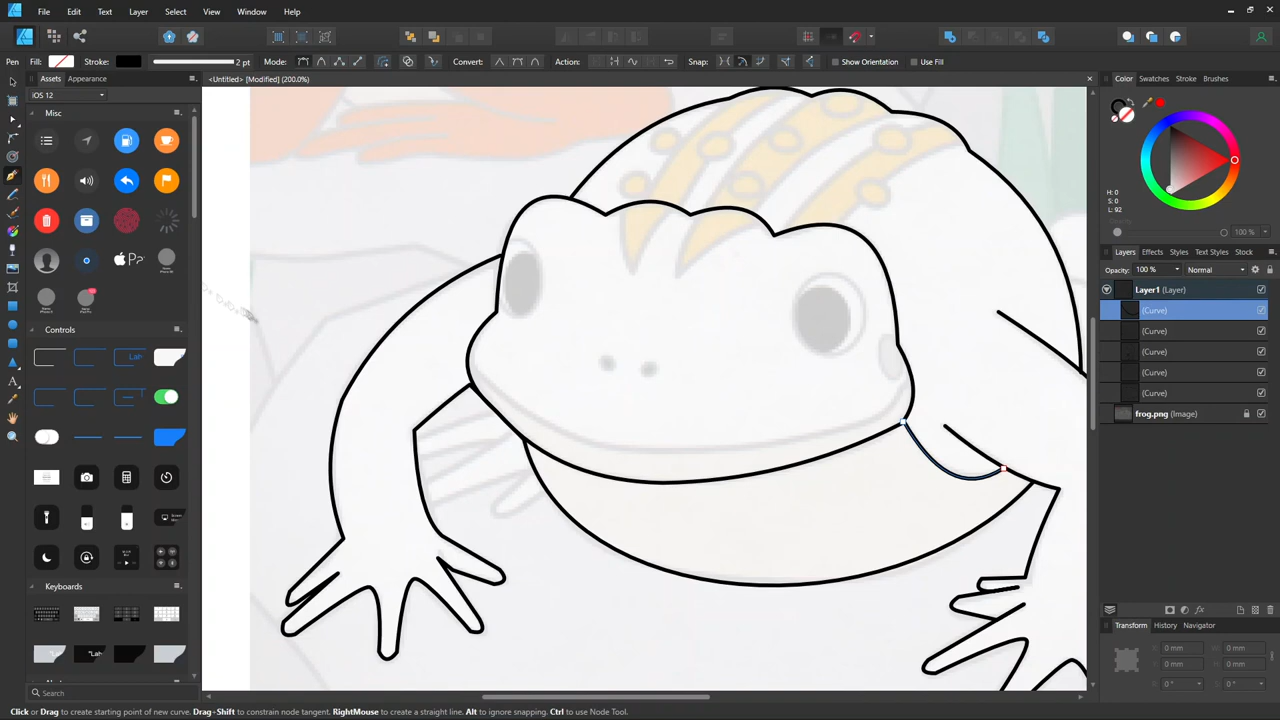 File Edit Text Layer Select View Window Help
Pen Fill: Stroke: 2 pt Mode: Convert: Action: Snap: Show Orientation Use Fill
Assets Appearance
<Untitled> [Modified] (200.0%)
iOS 12
Misc
Controls
Keyboards
Search
Color Swatches Stroke Brushes
H: 0
S: 0
L: 92
Opacity
100 %
Layers Effects Styles Text Styles Stock
Opacity: 100 % Normal
Layer1 (Layer)
(Curve)
(Curve)
(Curve)
(Curve)
(Curve)
frog.png (Image)
Transform History Navigator
X: 0 mm W: 0 mm
Y: 0 mm H: 0 mm
R: 0 ° S: 0 °
Click or Drag to create starting point of new curve. Drag+Shift to constrain node tangent. RightMouse to create a straight line. Alt to ignore snapping. Ctrl to use Node Tool.